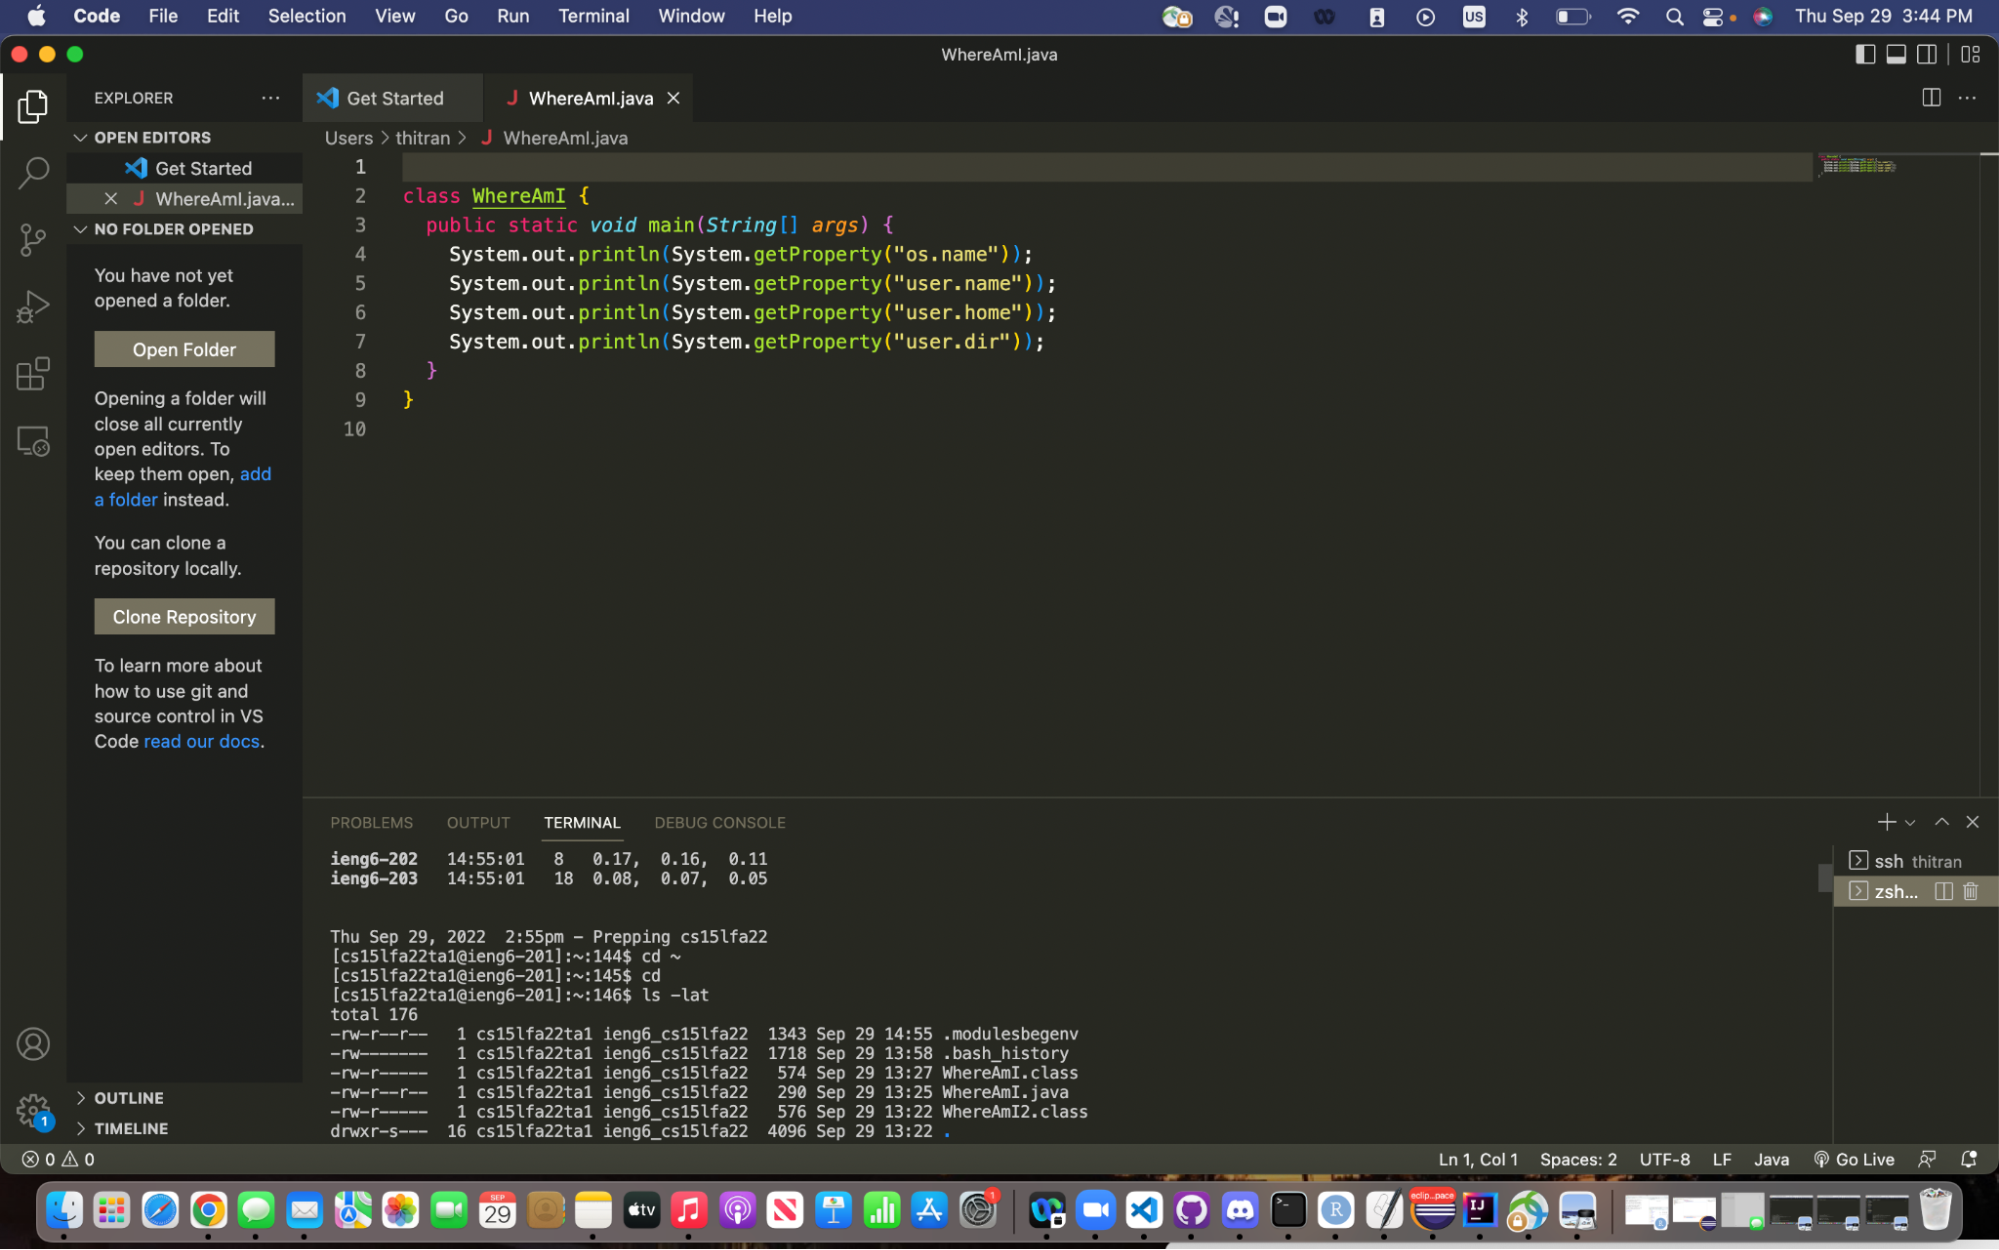 Code File Edit Selection View Go Run Terminal Window Help US Thu Sep 29 3:44 PM
WhereAmI.java
EXPLORER
Get Started
WhereAmI.java
OPEN EDITORS
Get Started
WhereAmI.java...
NO FOLDER OPENED
You have not yet
opened a folder.
Open Folder
Opening a folder will
close all currently
open editors. To
keep them open, add
a folder instead.
You can clone a
repository locally.
Clone Repository
To learn more about
how to use git and
source control in VS
Code read our docs.
OUTLINE
TIMELINE
Users > thitran > J WhereAmI.java
1
2 class WhereAmI {
3 public static void main(String[] args) {
4 System.out.println(System.getProperty("os.name"));
5 System.out.println(System.getProperty("user.name"));
6 System.out.println(System.getProperty("user.home"));
7 System.out.println(System.getProperty("user.dir"));
8 }
9 }
10
PROBLEMS OUTPUT TERMINAL DEBUG CONSOLE
ieng6-202 14:55:01 8 0.17, 0.16, 0.11
ieng6-203 14:55:01 18 0.08, 0.07, 0.05
Thu Sep 29, 2022 2:55pm - Prepping cs15lfa22
[cs15lfa22ta1@ieng6-201]:~:144$ cd ~
[cs15lfa22ta1@ieng6-201]:~:145$ cd
[cs15lfa22ta1@ieng6-201]:~:146$ ls -lat
total 176
-rw-r--r-- 1 cs15lfa22ta1 ieng6_cs15lfa22 1343 Sep 29 14:55 .modulesbegenv
-rw------- 1 cs15lfa22ta1 ieng6_cs15lfa22 1718 Sep 29 13:58 .bash_history
-rw-r----- 1 cs15lfa22ta1 ieng6_cs15lfa22 574 Sep 29 13:27 WhereAmI.class
-rw-r--r-- 1 cs15lfa22ta1 ieng6_cs15lfa22 290 Sep 29 13:25 WhereAmI.java
-rw-r----- 1 cs15lfa22ta1 ieng6_cs15lfa22 576 Sep 29 13:22 WhereAmI2.class
drwxr-s--- 16 cs15lfa22ta1 ieng6_cs15lfa22 4096 Sep 29 13:22 .
ssh thitran
zsh...
1
0 0
Ln 1, Col 1 Spaces: 2 UTF-8 LF Java Go Live
SEP
29
tv
1
R
eclip...pace
IJ